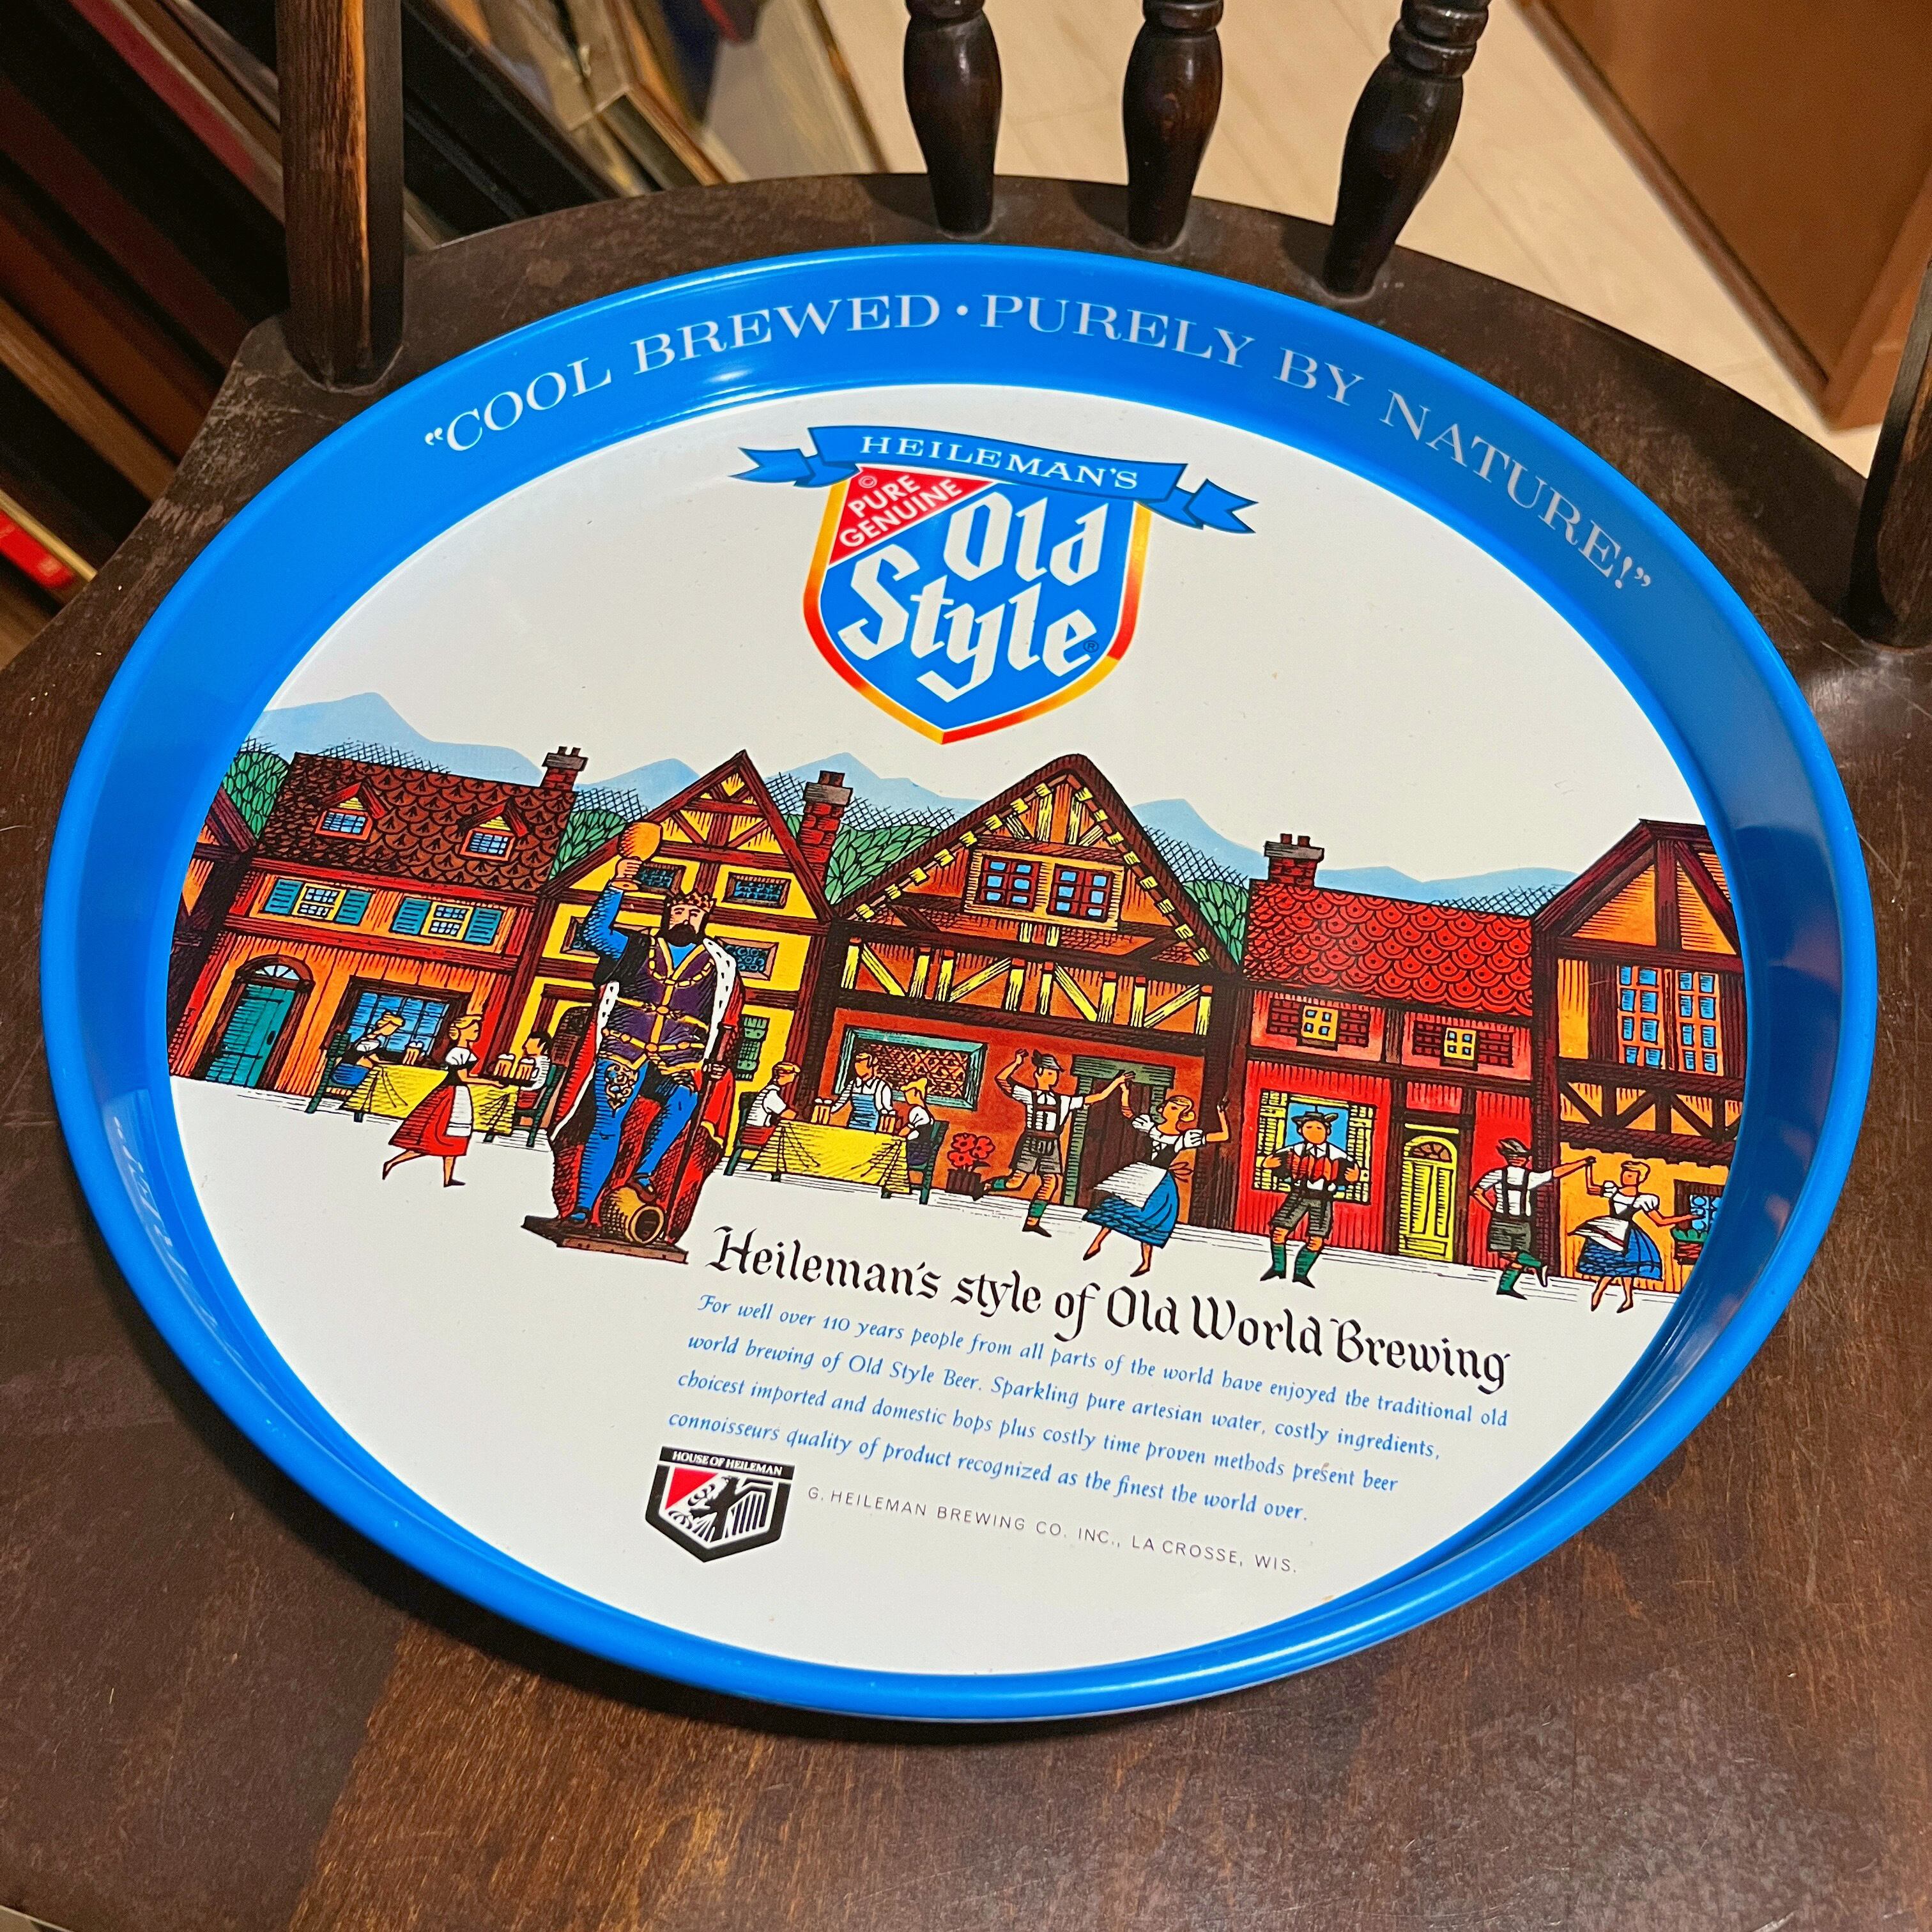 "COOL BREWED • PURELY BY NATURE!"
HEILEMAN'S
© PURE
GENUINE
Old
Style®
Heileman's style of Old World Brewing
For well over 110 years people from all parts of the world have enjoyed the traditional old
world brewing of Old Style Beer. Sparkling pure artesian water, costly ingredients,
choicest imported and domestic hops plus costly time proven methods present beer
connoisseurs quality of product recognized as the finest the world over.
HOUSE OF HEILEMAN
G. HEILEMAN BREWING CO. INC., LA CROSSE, WIS.